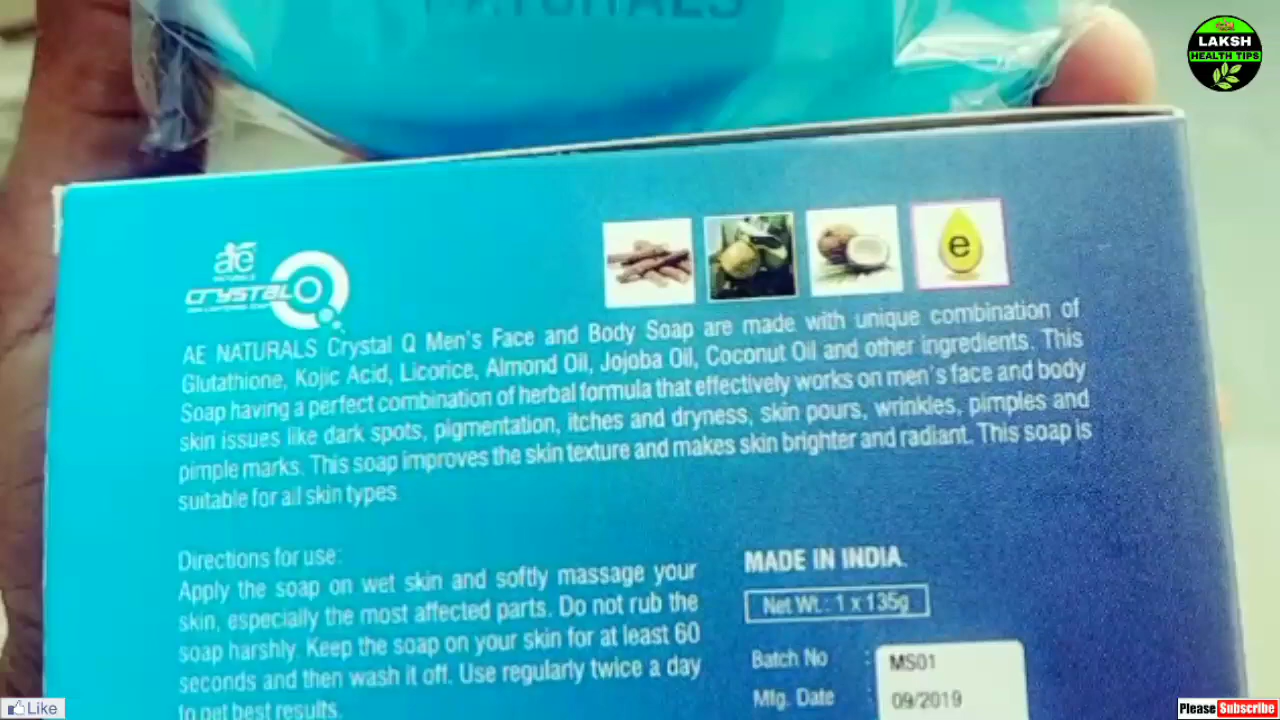 LAKSH
HEALTH TIPS
ae
NATURALS
CRYSTAL Q
e
AE NATURALS Crystal Q Men's Face and Body Soap are made with unique combination of
Glutathione, Kojic Acid, Licorice, Almond Oil, Jojoba Oil, Coconut Oil and other ingredients. This
Soap having a perfect combination of herbal formula that effectively works on men's face and body
skin issues like dark spots, pigmentation, itches and dryness, skin pours, wrinkles, pimples and
pimple marks. This soap improves the skin texture and makes skin brighter and radiant. This soap is
suitable for all skin types.
Directions for use:
Apply the soap on wet skin and softly massage your
skin, especially the most affected parts. Do not rub the
soap harshly. Keep the soap on your skin for at least 60
seconds and then wash it off. Use regularly twice a day
to get best results.
MADE IN INDIA.
Net Wt.: 1 x 135g
Batch No : MS01
Mfg. Date : 09/2019
Like
Please Subscribe